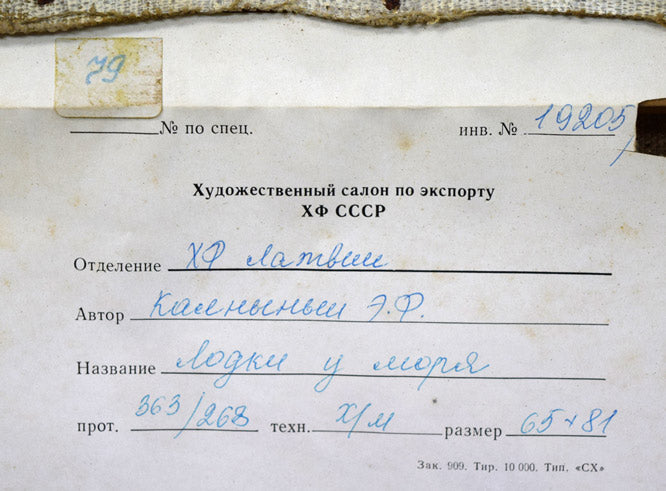 79
№ по спец. инв. № 19205
Художественный салон по экспорту
ХФ СССР
Отделение ХФ Латвии
Автор Калныньш Э.Ф.
Название Лодки у моря
прот. 363/268 техн. Х/м размер 65×81
Зак. 909. Тир. 10 000. Тип. «СХ»